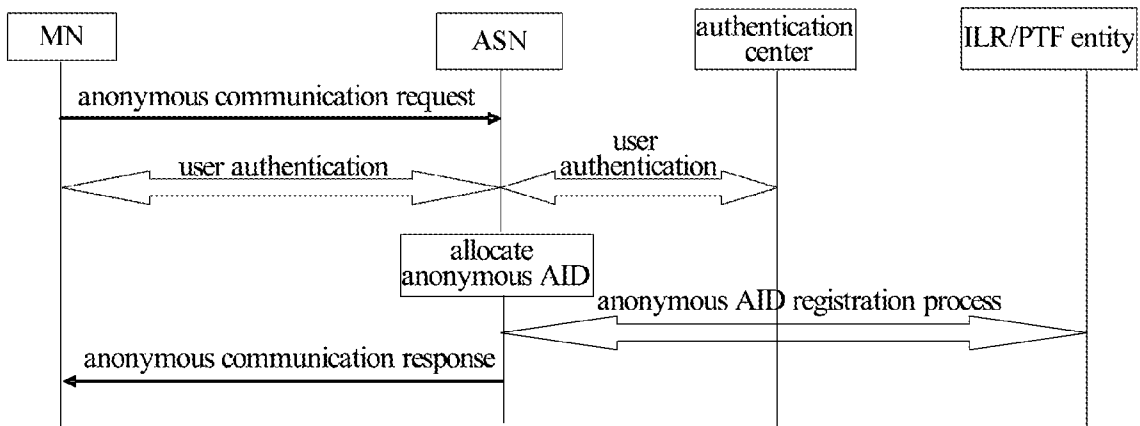 MN
ASN
authentication
center
ILR/PTF entity
anonymous communication request
user authentication
user
authentication
allocate
anonymous AID
anonymous AID registration process
anonymous communication response